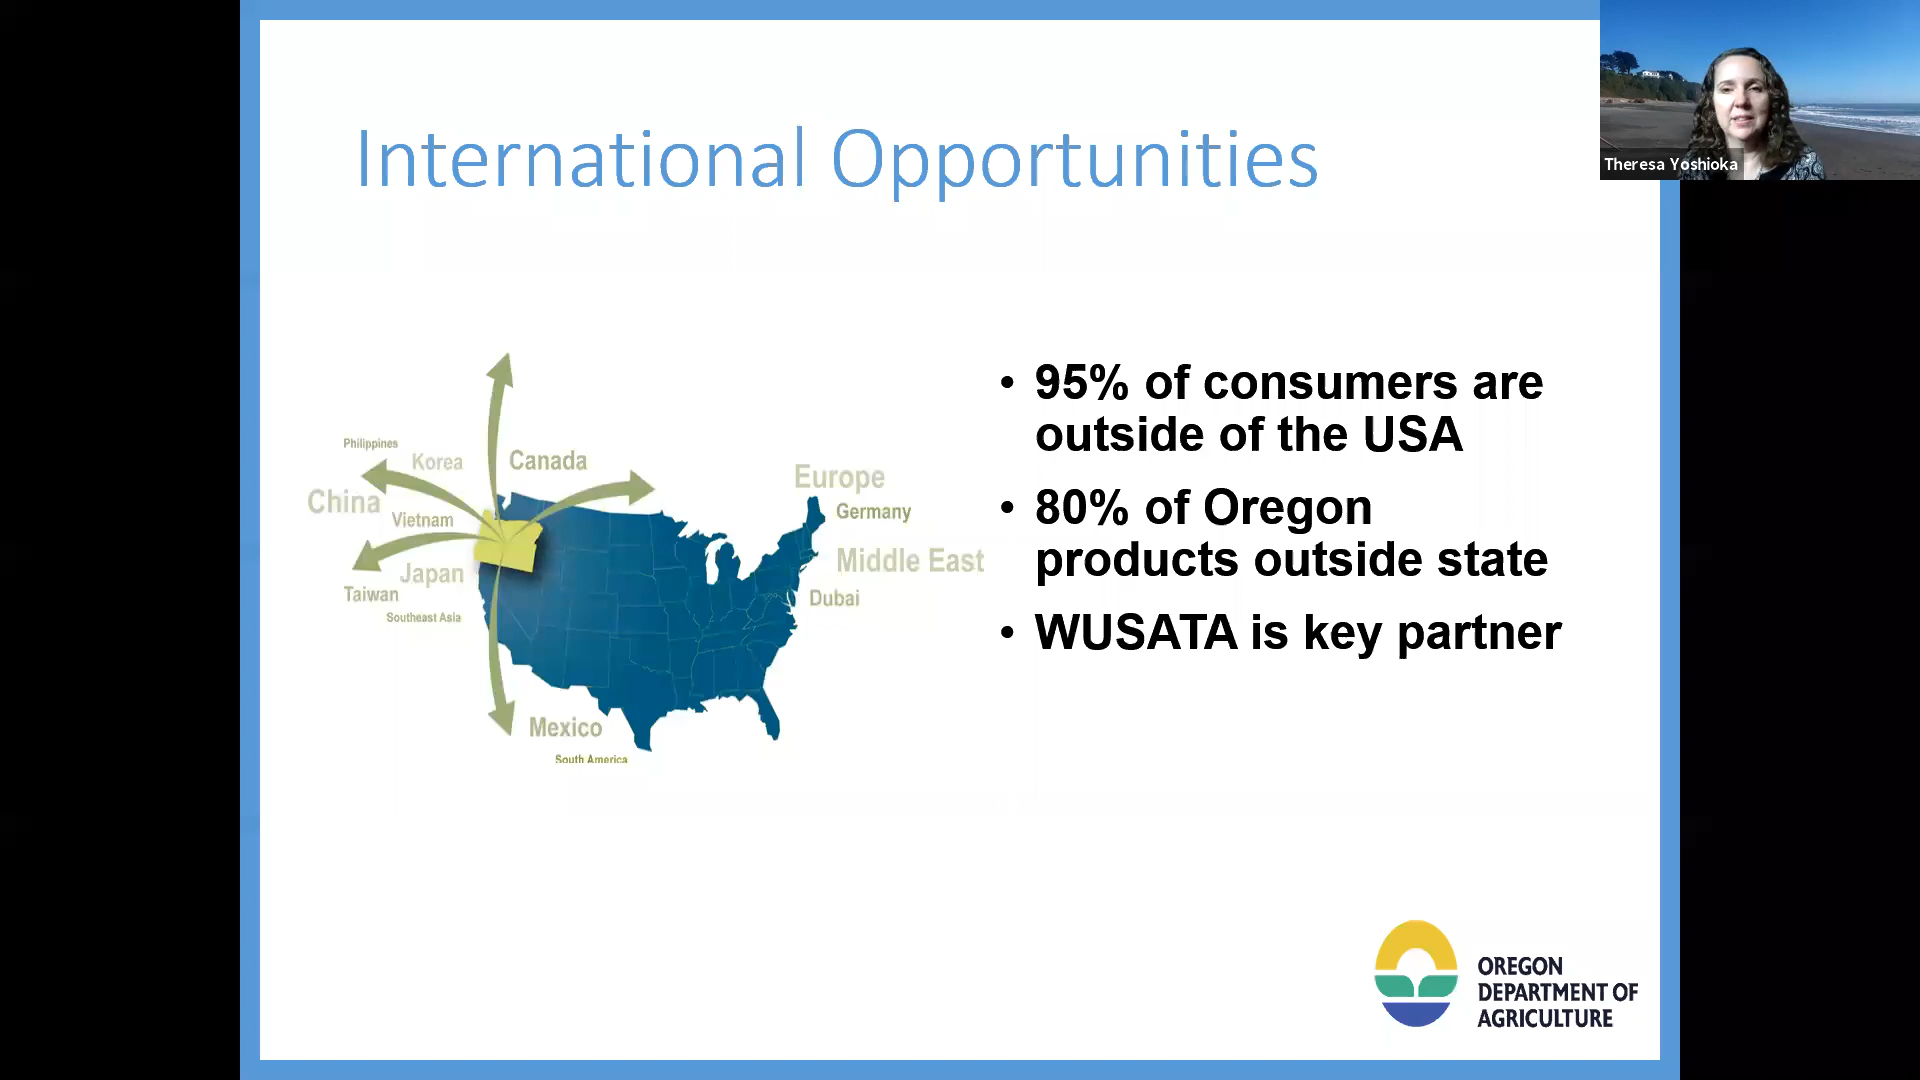 International Opportunities
Theresa Yoshioka
Philippines
Korea
Canada
China
Vietnam
Japan
Taiwan
Southeast Asia
Europe
Germany
Middle East
Dubai
Mexico
South America
• 95% of consumers are
outside of the USA
• 80% of Oregon
products outside state
• WUSATA is key partner
OREGON
DEPARTMENT OF
AGRICULTURE